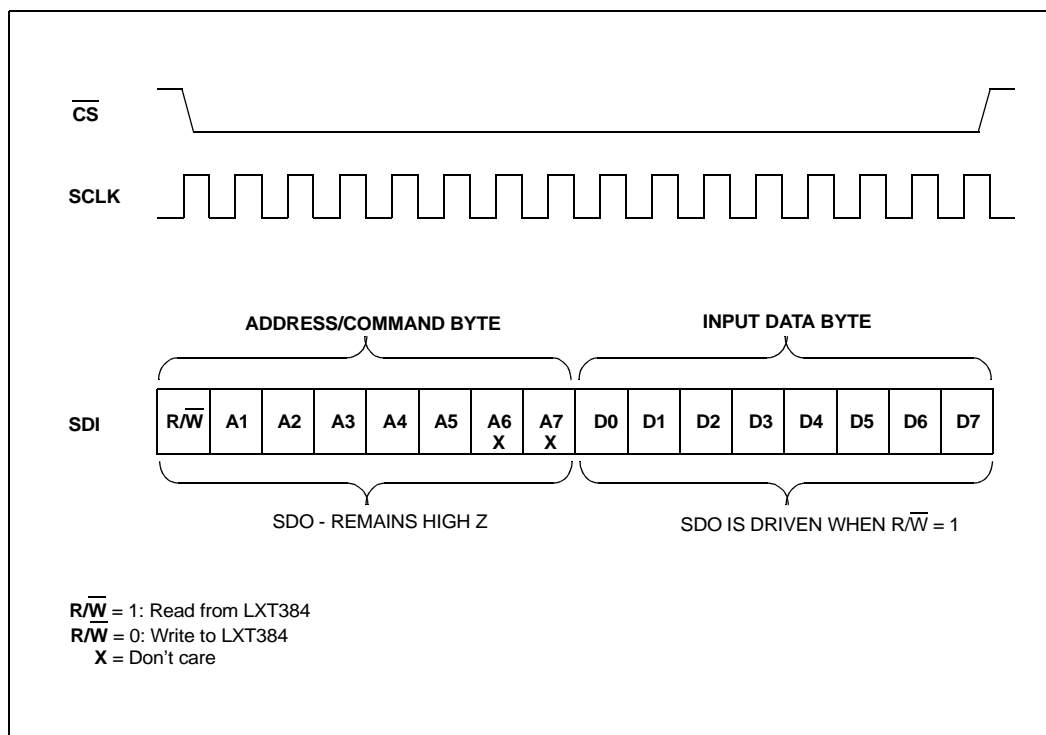 CS
SCLK
ADDRESS/COMMAND BYTE INPUT DATA BYTE
SDI R/W A1 A2 A3 A4 A5 A6 A7 D0 D1 D2 D3 D4 D5 D6 D7
X X
SDO - REMAINS HIGH Z SDO IS DRIVEN WHEN R/W = 1
R/W = 1: Read from LXT384
R/W = 0: Write to LXT384
X = Don't care